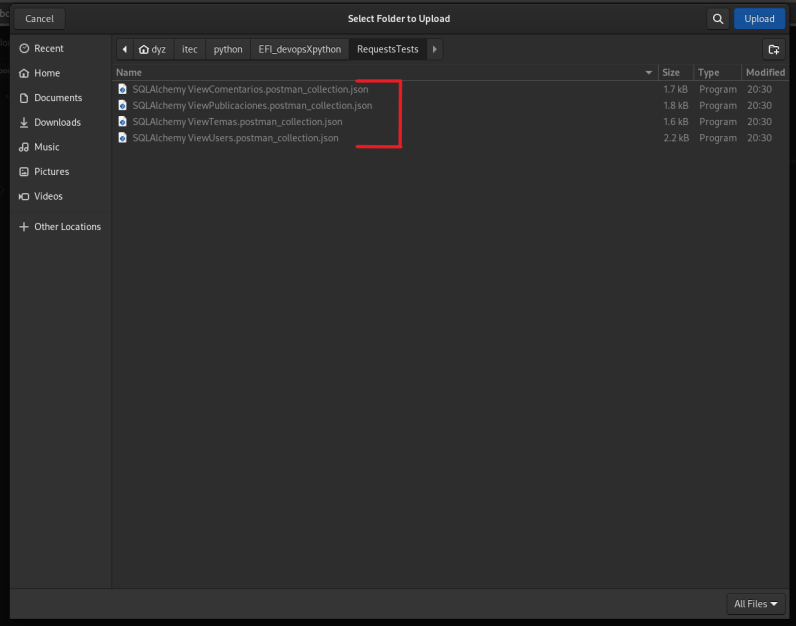 Cancel
Select Folder to Upload
Upload
Recent
Home
Documents
Downloads
Music
Pictures
Videos
Other Locations
dyz itec python EFI_devopsXpython RequestsTests
Name Size Type Modified
SQLAlchemy ViewComentarios.postman_collection.json 1.7 kB Program 20:30
SQLAlchemy ViewPublicaciones.postman_collection.json 1.8 kB Program 20:30
SQLAlchemy ViewTemas.postman_collection.json 1.6 kB Program 20:30
SQLAlchemy ViewUsers.postman_collection.json 2.2 kB Program 20:30
All Files